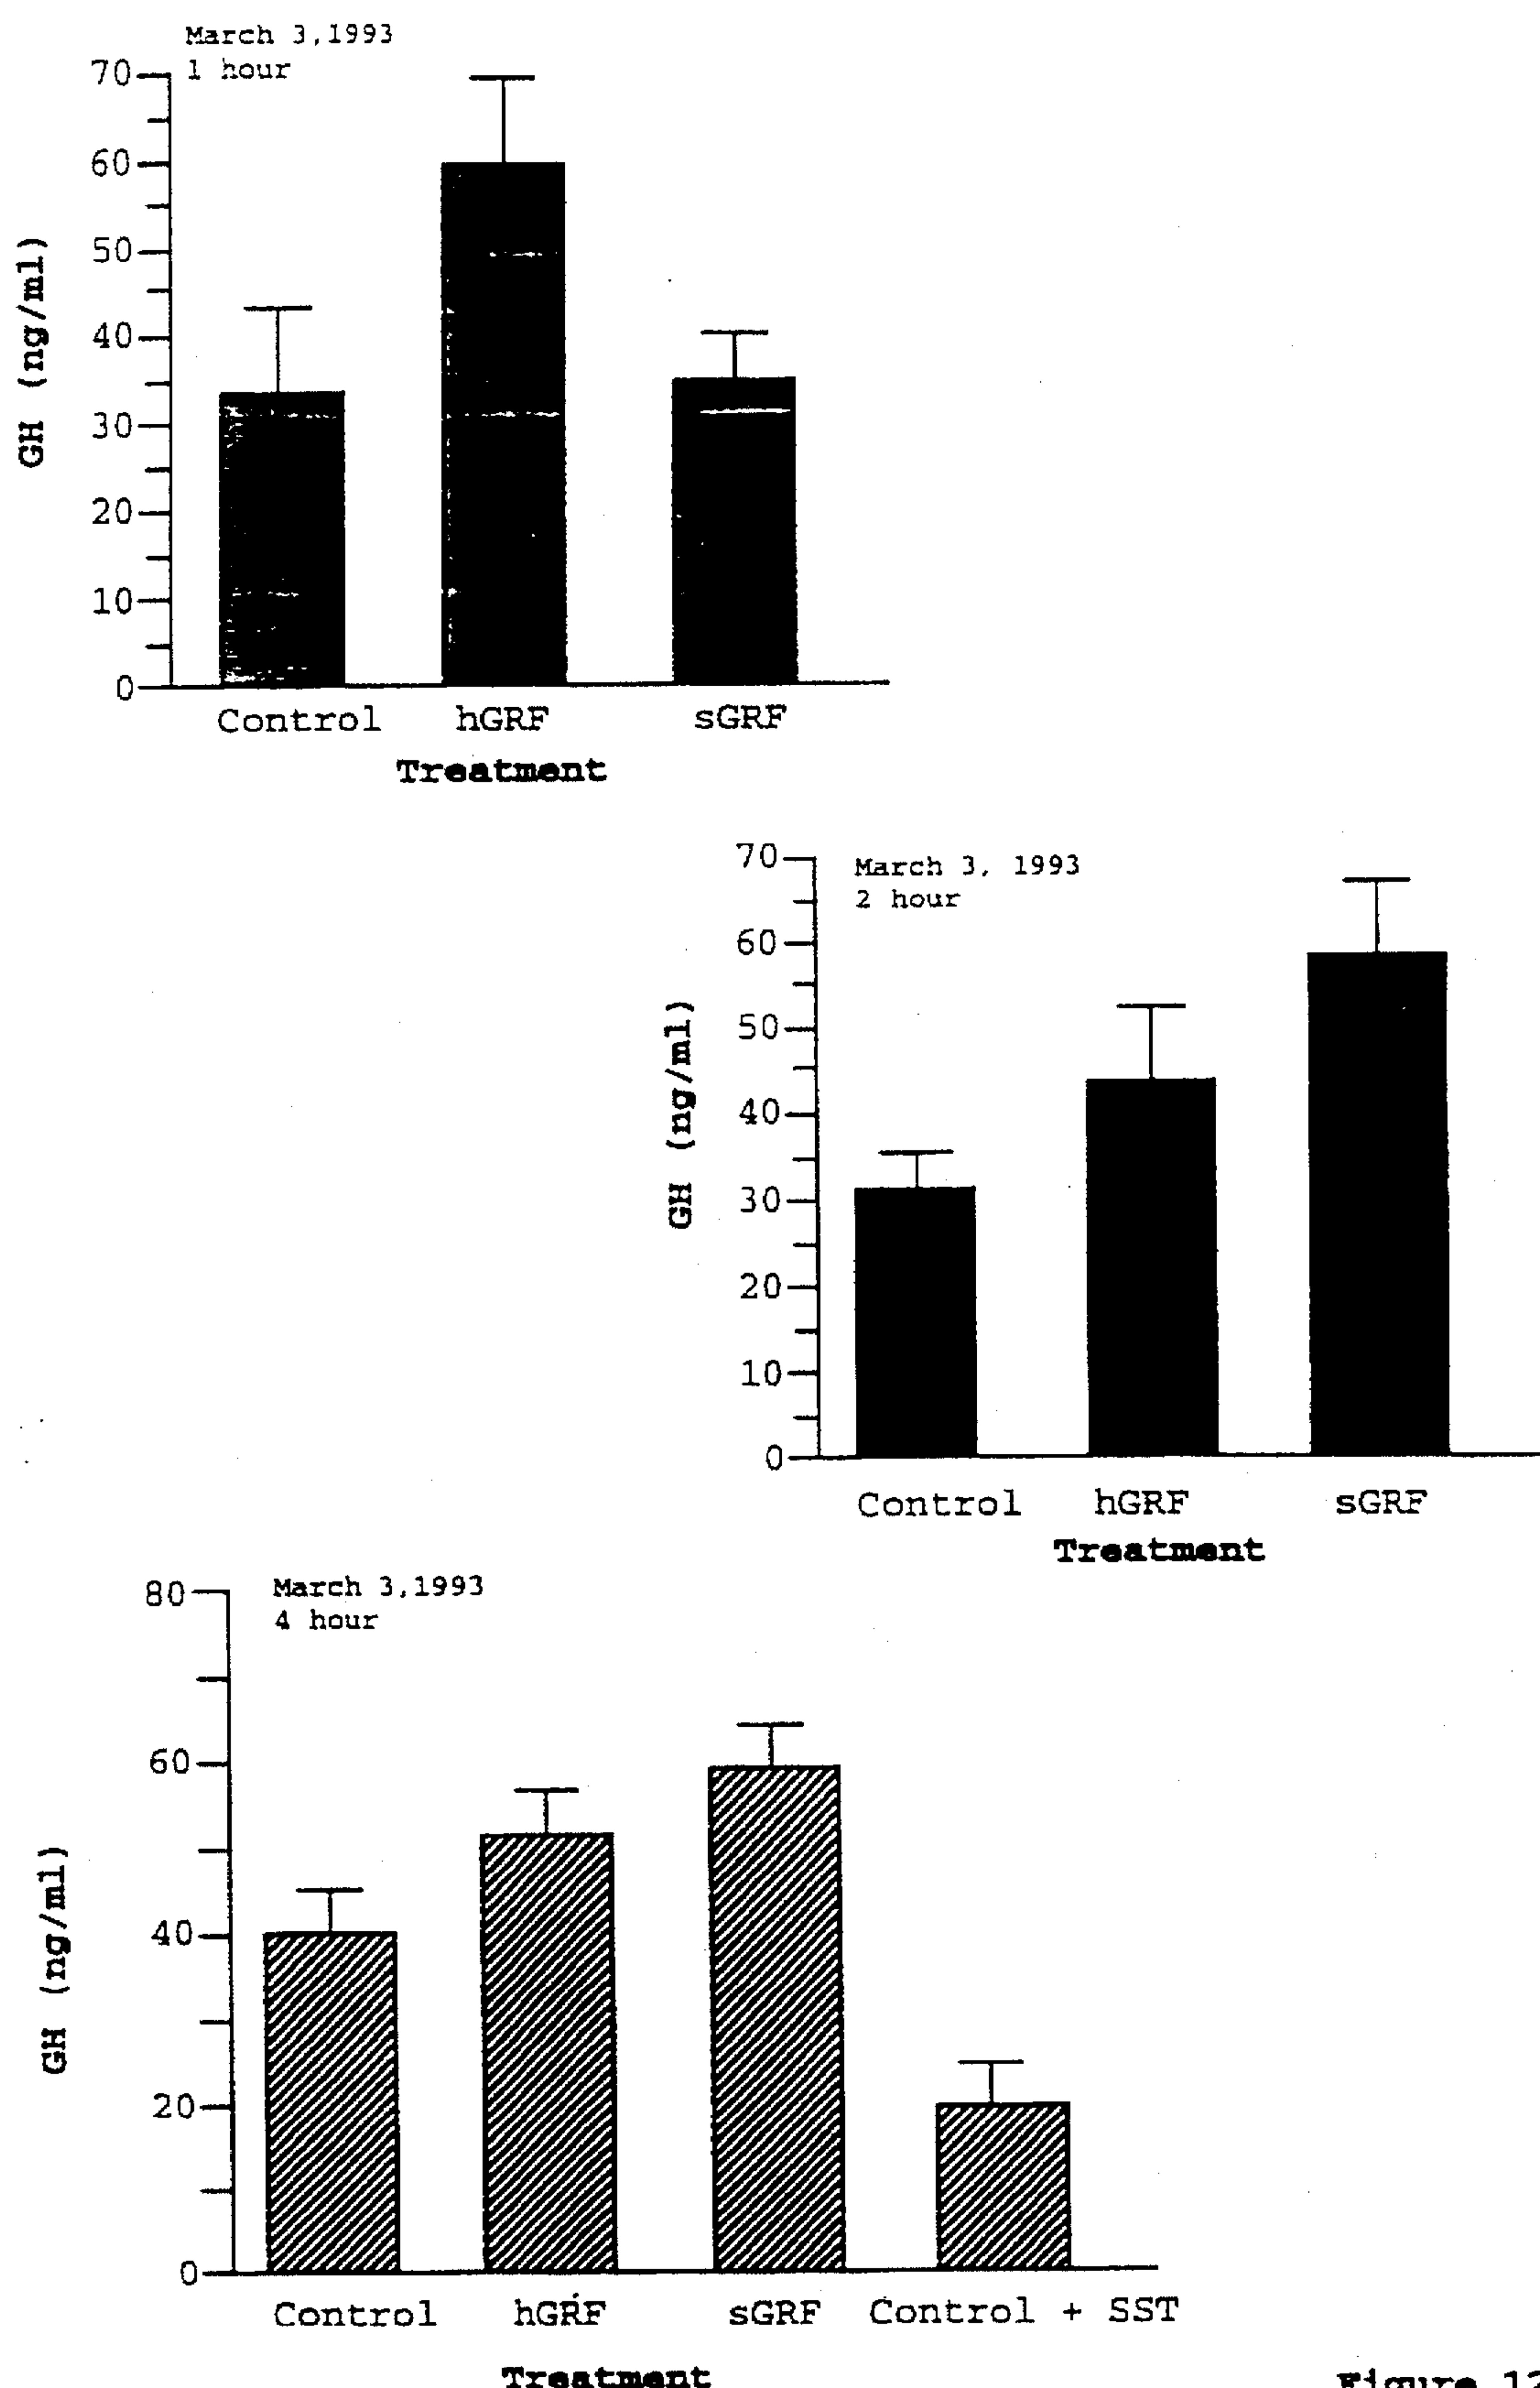 March 3,1993
1 hour
70
60
50
40
30
20
10
0
GH (ng/ml)
Control hGRF sGRF
Treatment
March 3, 1993
2 hour
70
60
50
40
30
20
10
0
GH (ng/ml)
Control hGRF sGRF
Treatment
March 3,1993
4 hour
80
60
40
20
0
GH (ng/ml)
Control hGRF sGRF Control + SST
Treatment
Figure